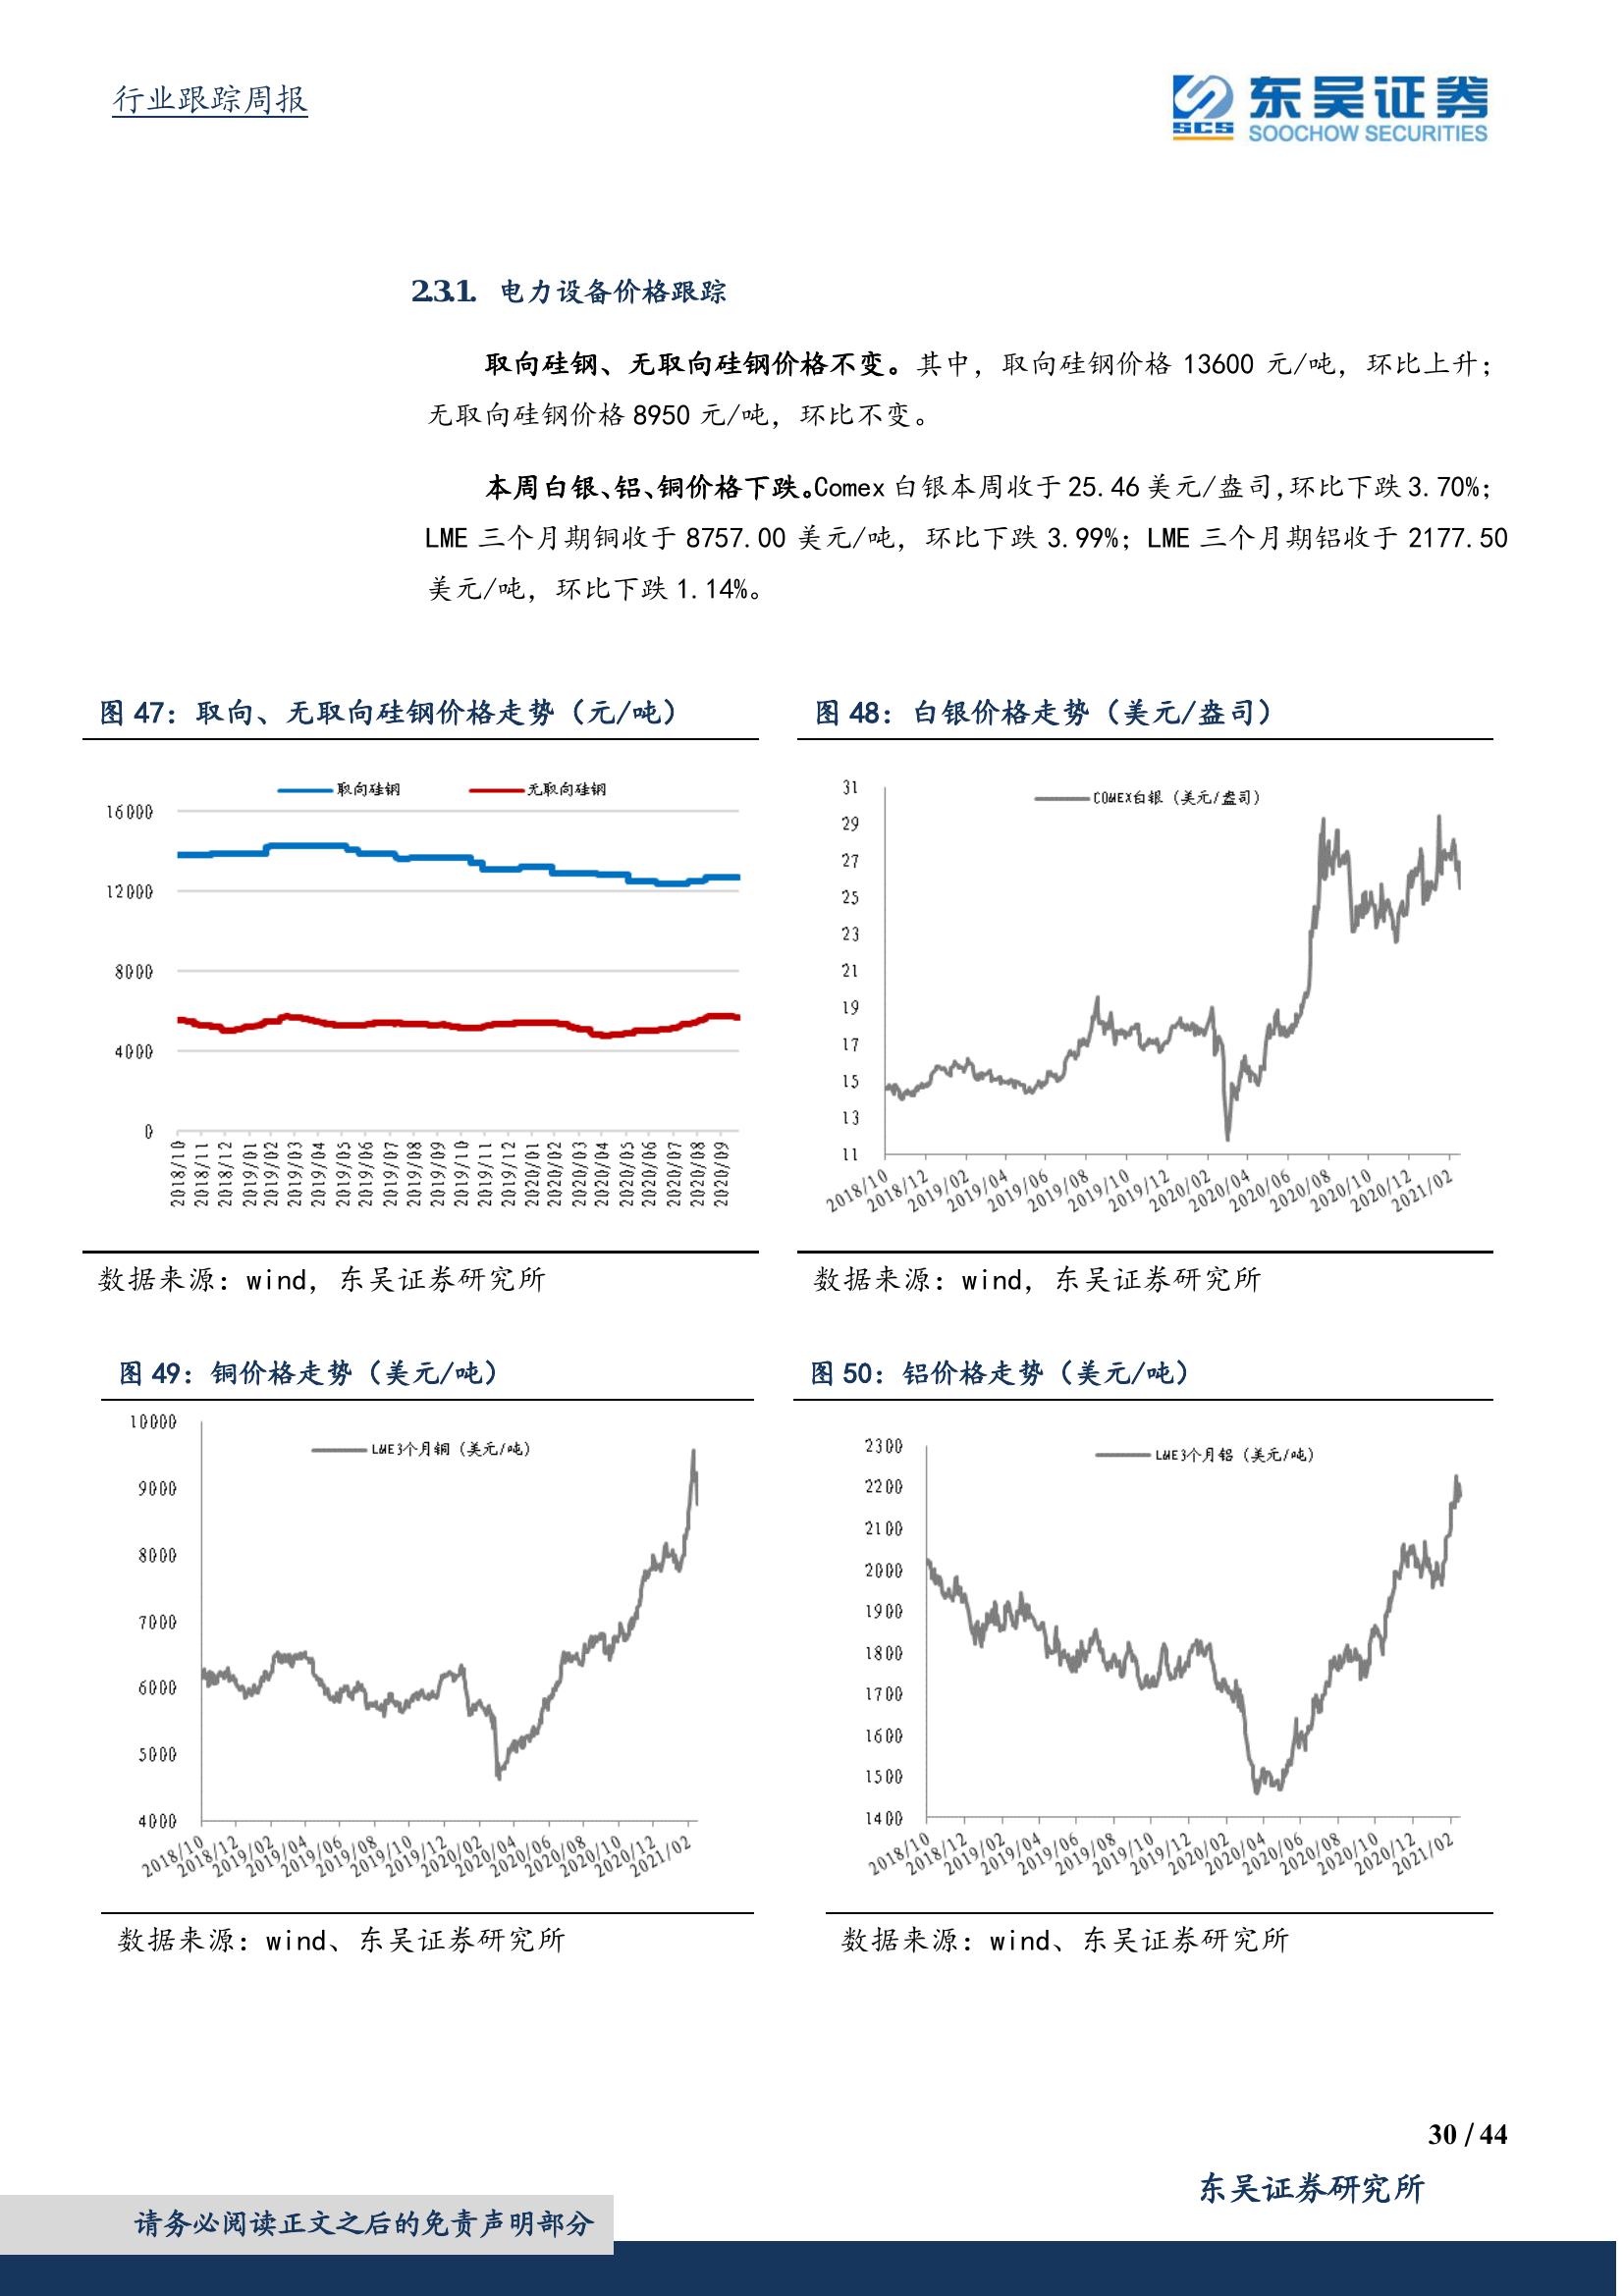 行业跟踪周报
SCS
东吴证券
SOOCHOW SECURITIES
2.3.1. 电力设备价格跟踪
取向硅钢、无取向硅钢价格不变。其中，取向硅钢价格 13600 元/吨，环比上升；
无取向硅钢价格 8950 元/吨，环比不变。
本周白银、铝、铜价格下跌。Comex 白银本周收于 25.46 美元/盎司，环比下跌 3.70%；
LME 三个月期铜收于 8757.00 美元/吨，环比下跌 3.99%；LME 三个月期铝收于 2177.50
美元/吨，环比下跌 1.14%。
图 47：取向、无取向硅钢价格走势（元/吨）
取向硅钢 无取向硅钢
16000
12000
8000
4000
0
2018/10 2018/11 2018/12 2019/01 2019/02 2019/03 2019/04 2019/05 2019/06 2019/07 2019/08 2019/09 2019/10 2019/11 2019/12 2020/01 2020/02 2020/03 2020/04 2020/05 2020/06 2020/07 2020/08 2020/09
数据来源：wind，东吴证券研究所
图 48：白银价格走势（美元/盎司）
COMEX白银（美元/盎司）
31
29
27
25
23
21
19
17
15
13
11
2018/10 2018/12 2019/02 2019/04 2019/06 2019/08 2019/10 2019/12 2020/02 2020/04 2020/06 2020/08 2020/10 2020/12 2021/02
数据来源：wind，东吴证券研究所
图 49：铜价格走势（美元/吨）
LME3个月铜（美元/吨）
10000
9000
8000
7000
6000
5000
4000
2018/10 2018/12 2019/02 2019/04 2019/06 2019/08 2019/10 2019/12 2020/02 2020/04 2020/06 2020/08 2020/10 2020/12 2021/02
数据来源：wind、东吴证券研究所
图 50：铝价格走势（美元/吨）
LME3个月铝（美元/吨）
2300
2200
2100
2000
1900
1800
1700
1600
1500
1400
2018/10 2018/12 2019/02 2019/04 2019/06 2019/08 2019/10 2019/12 2020/02 2020/04 2020/06 2020/08 2020/10 2020/12 2021/02
数据来源：wind、东吴证券研究所
30 / 44
东吴证券研究所
请务必阅读正文之后的免责声明部分